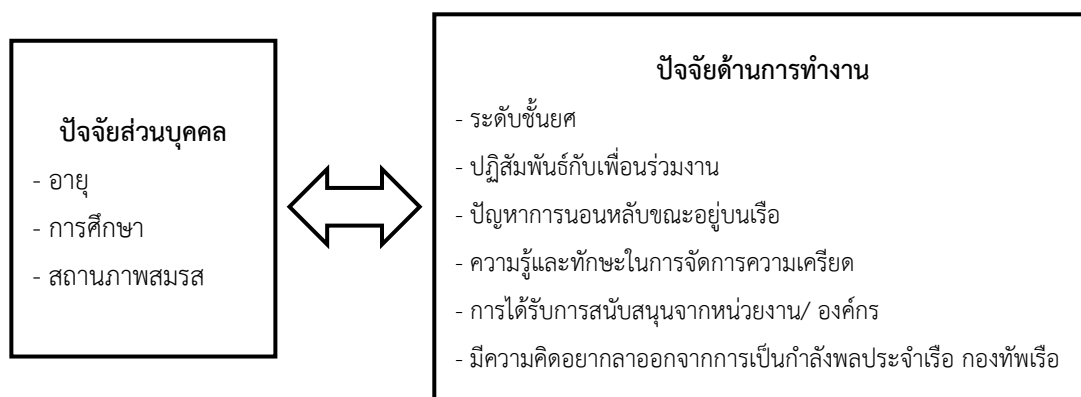 ปัจจัยส่วนบุคคล
- อายุ
- การศึกษา
- สถานภาพสมรส
ปัจจัยด้านการทำงาน
- ระดับชั้นยศ
- ปฏิสัมพันธ์กับเพื่อนร่วมงาน
- ปัญหาการนอนหลับขณะอยู่บนเรือ
- ความรู้และทักษะในการจัดการความเครียด
- การได้รับการสนับสนุนจากหน่วยงาน/ องค์กร
- มีความคิดอยากลาออกจากการเป็นกำลังพลประจำเรือ กองทัพเรือ